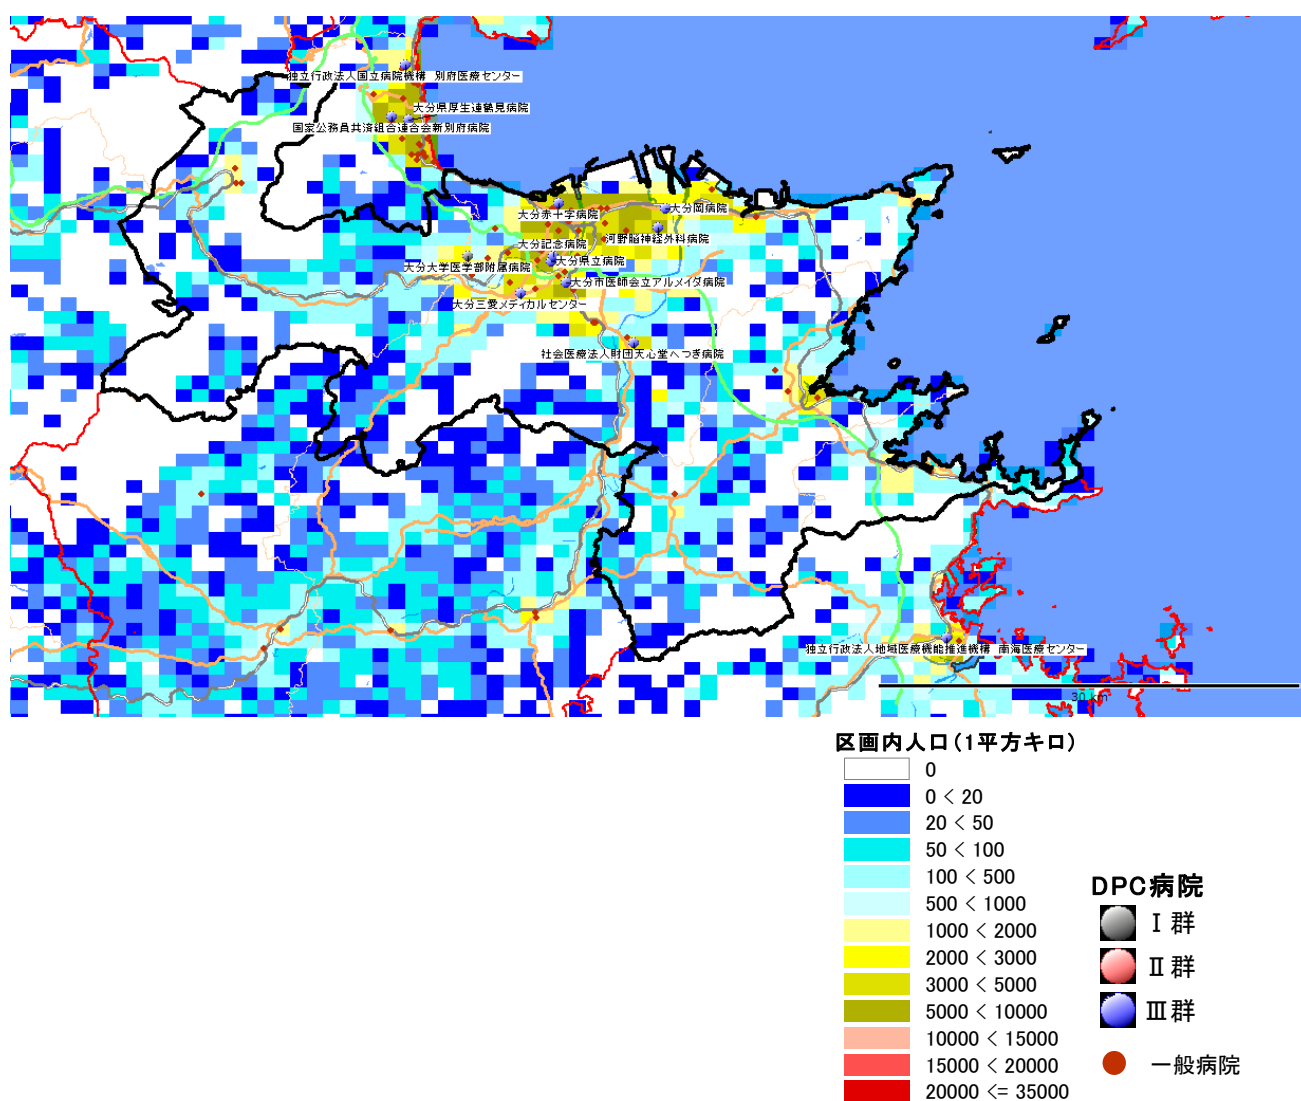 独立行政法人国立病院機構 別府医療センター
大分県厚生連鶴見病院
国家公務員共済組合連合会新別府病院
大分赤十字病院
大分岡病院
河野脳神経外科病院
大分記念病院
大分県立病院
大分大学医学部附属病院
大分市医師会立アルメイダ病院
大分三愛メディカルセンター
社会医療法人財団天心堂へつぎ病院
独立行政法人地域医療機能推進機構 南海医療センター
30 km
区画内人口(1平方キロ)
0
0 < 20
20 < 50
50 < 100
100 < 500
500 < 1000
1000 < 2000
2000 < 3000
3000 < 5000
5000 < 10000
10000 < 15000
15000 < 20000
20000 <= 35000
DPC病院
Ⅰ群
Ⅱ群
Ⅲ群
一般病院